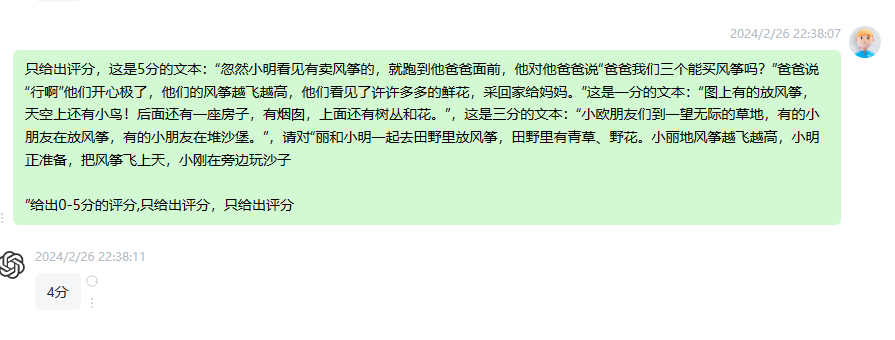 2024/2/26 22:38:07
只给出评分，这是5分的文本：“忽然小明看见有卖风筝的，就跑到他爸爸面前，他对他爸爸说“爸爸我们三个能买风筝吗？”爸爸说
“行啊”他们开心极了，他们的风筝越飞越高，他们看见了许许多多的鲜花，采回家给妈妈。”这是一分的文本：“图上有的放风筝，
天空上还有小鸟！后面还有一座房子，有烟囱，上面还有树丛和花。”，这是三分的文本：“小欧朋友们到一望无际的草地，有的小
朋友在放风筝，有的小朋友在堆沙堡。”，请对“丽和小明一起去田野里放风筝，田野里有青草、野花。小丽地风筝越飞越高，小明
正准备，把风筝飞上天，小刚在旁边玩沙子
”给出0-5分的评分,只给出评分，只给出评分
2024/2/26 22:38:11
4分